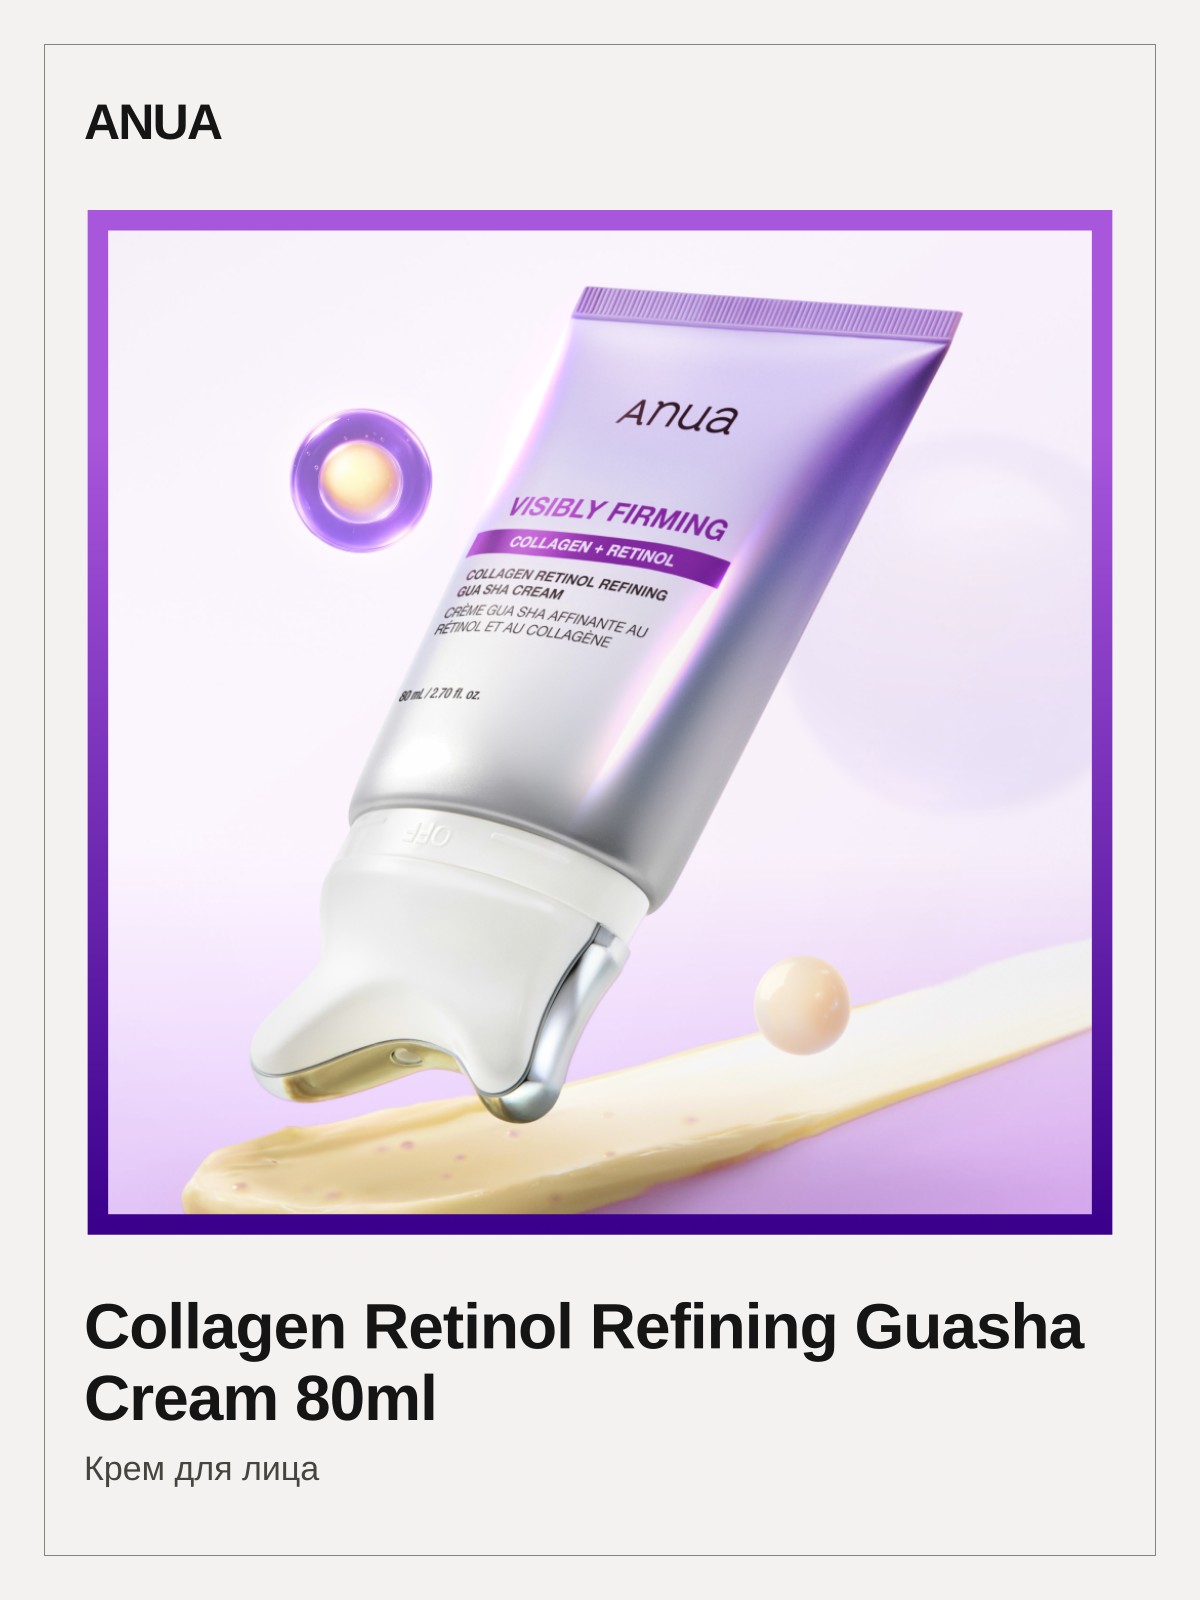 ANUA
Anua
VISIBLY FIRMING
COLLAGEN + RETINOL
COLLAGEN RETINOL REFINING
GUA SHA CREAM
CRÈME GUA SHA AFFINANTE AU
RÉTINOL ET AU COLLAGÈNE
80 mL / 2.70 fl. oz.
OFF
Collagen Retinol Refining Guasha
Cream 80ml
Крем для лица